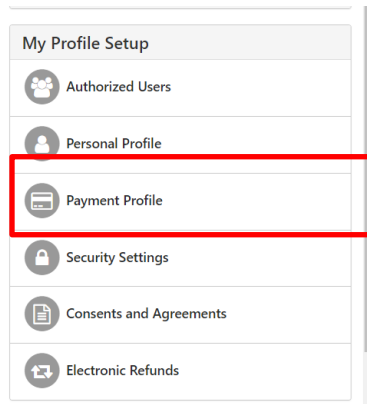 My Profile Setup
Authorized Users
Personal Profile
Payment Profile
Security Settings
Consents and Agreements
Electronic Refunds